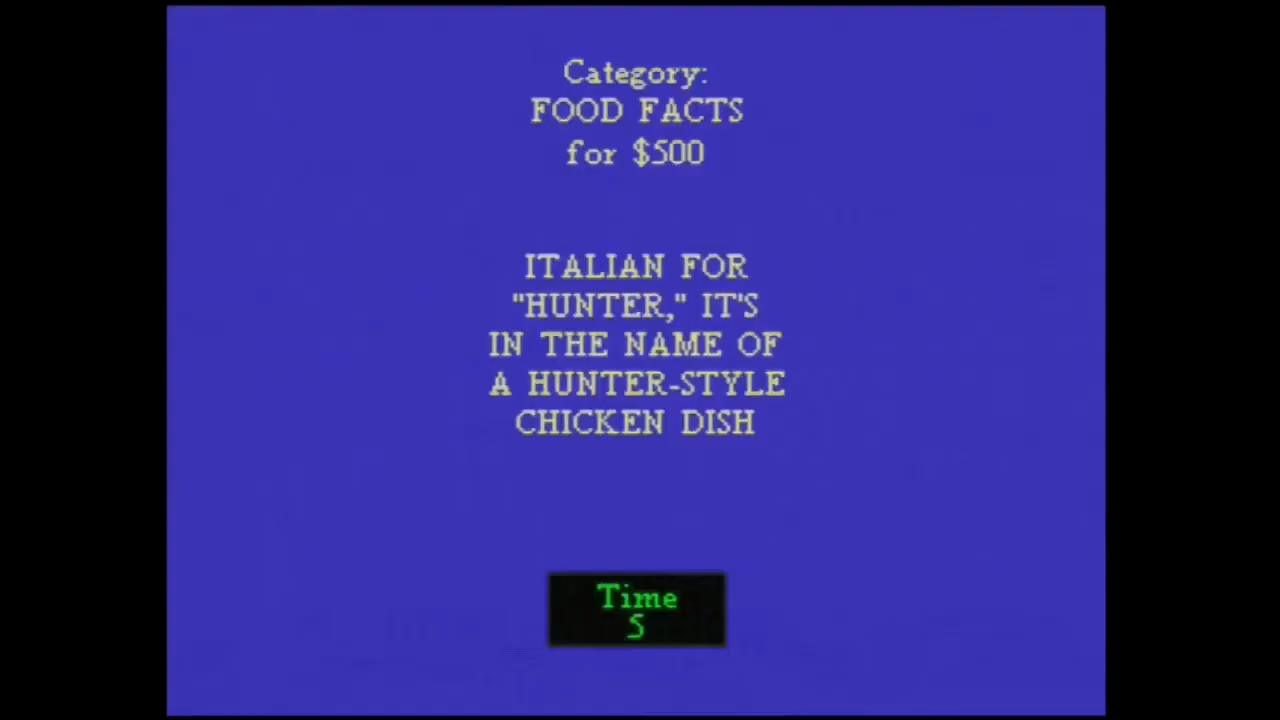 Category:
FOOD FACTS
for $500
ITALIAN FOR
"HUNTER," IT'S
IN THE NAME OF
A HUNTER-STYLE
CHICKEN DISH
Time
5